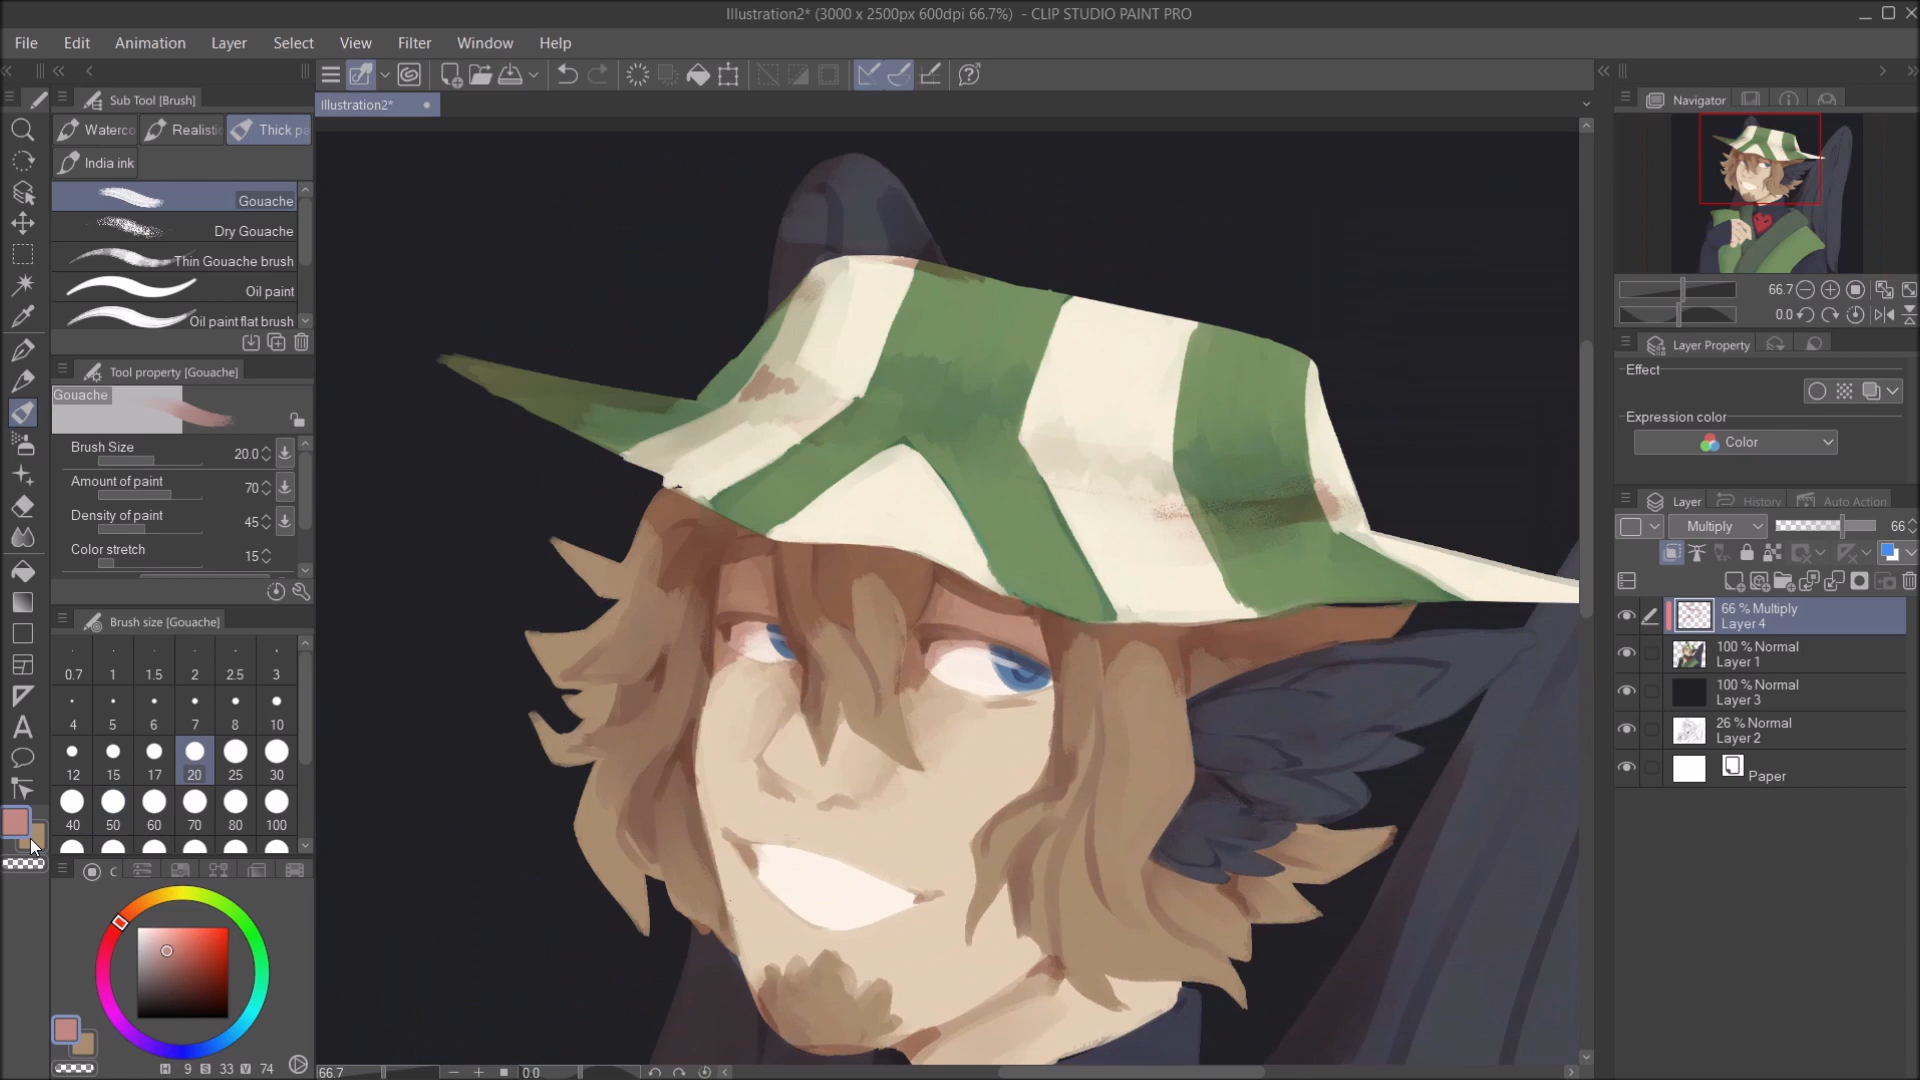 Illustration2* (3000 x 2500px 600dpi 66.7%) - CLIP STUDIO PAINT PRO
File Edit Animation Layer Select View Filter Window Help
Sub Tool [Brush]
Waterco Realistic Thick pa
India ink
Gouache
Dry Gouache
Thin Gouache brush
Oil paint
Oil paint flat brush
Tool property [Gouache]
Gouache
Brush Size 20.0
Amount of paint 70
Density of paint 45
Color stretch 15
Brush size [Gouache]
0.7 1 1.5 2 2.5 3
4 5 6 7 8 10
12 15 17 20 25 30
40 50 60 70 80 100
C
H 9 S 33 V 74
Illustration2*
66.7 0.0
Navigator
66.7
0.0
Layer Property
Effect
Expression color
Color
Layer History Auto Action
Multiply 66
66 % Multiply
Layer 4
100 % Normal
Layer 1
100 % Normal
Layer 3
26 % Normal
Layer 2
Paper